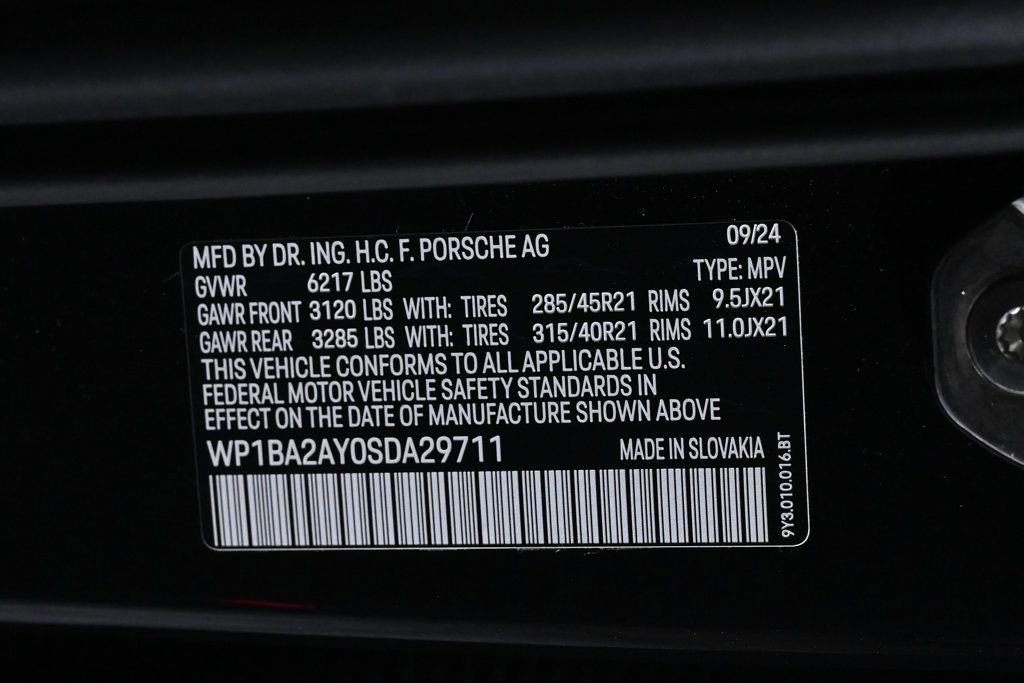 MFD BY DR. ING. H.C. F. PORSCHE AG 09/24
GVWR 6217 LBS TYPE: MPV
GAWR FRONT 3120 LBS WITH: TIRES 285/45R21 RIMS 9.5JX21
GAWR REAR 3285 LBS WITH: TIRES 315/40R21 RIMS 11.0JX21
THIS VEHICLE CONFORMS TO ALL APPLICABLE U.S.
FEDERAL MOTOR VEHICLE SAFETY STANDARDS IN
EFFECT ON THE DATE OF MANUFACTURE SHOWN ABOVE
WP1BA2AY0SDA29711 MADE IN SLOVAKIA
9Y3.010.016.BT